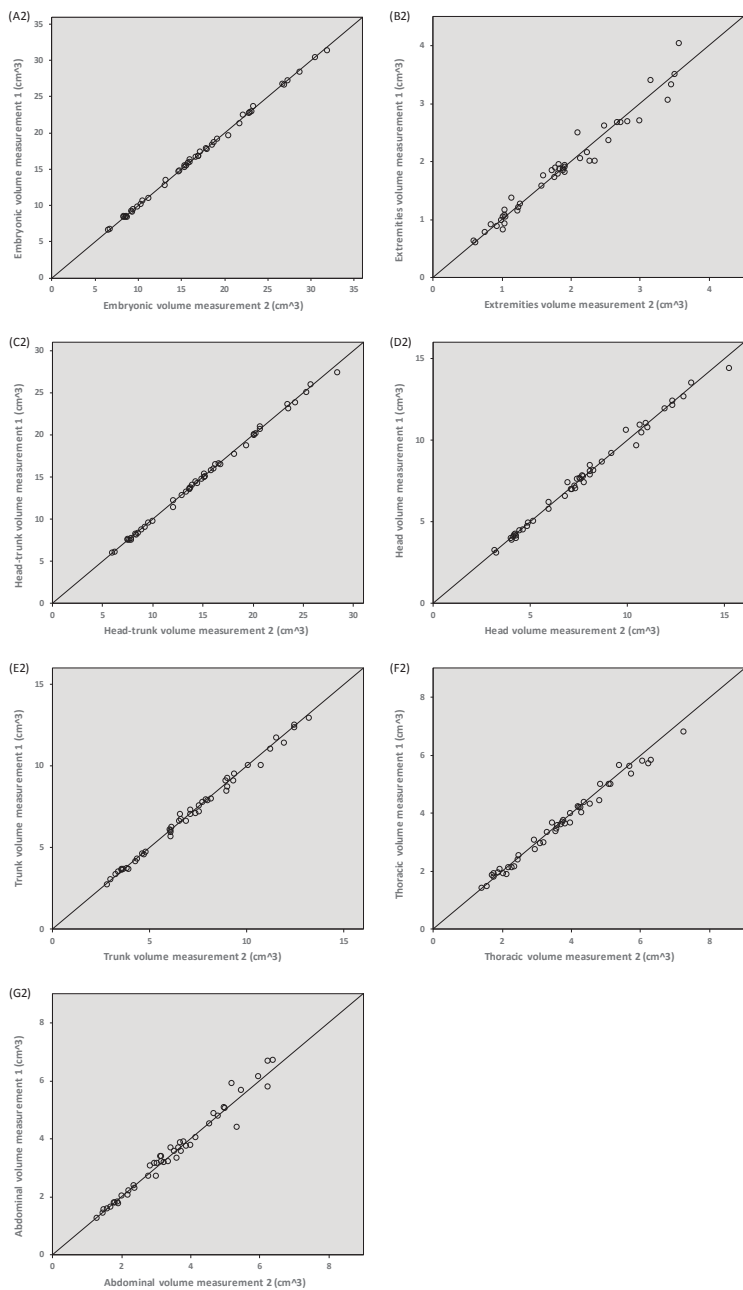 (A2)
Embryonic volume measurement 1 (cm^3)
35
30
25
20
15
10
5
0
0 5 10 15 20 25 30 35
Embryonic volume measurement 2 (cm^3)
(B2)
Extremities volume measurement 1 (cm^3)
4
3
2
1
0
0 1 2 3 4
Extremities volume measurement 2 (cm^3)
(C2)
Head-trunk volume measurement 1 (cm^3)
30
25
20
15
10
5
0
0 5 10 15 20 25 30
Head-trunk volume measurement 2 (cm^3)
(D2)
Head volume measurement 1 (cm^3)
15
10
5
0
0 5 10 15
Head volume measurement 2 (cm^3)
(E2)
Trunk volume measurement 1 (cm^3)
15
10
5
0
0 5 10 15
Trunk volume measurement 2 (cm^3)
(F2)
Thoracic volume measurement 1 (cm^3)
8
6
4
2
0
0 2 4 6 8
Thoracic volume measurement 2 (cm^3)
(G2)
Abdominal volume measurement 1 (cm^3)
8
6
4
2
0
0 2 4 6 8
Abdominal volume measurement 2 (cm^3)